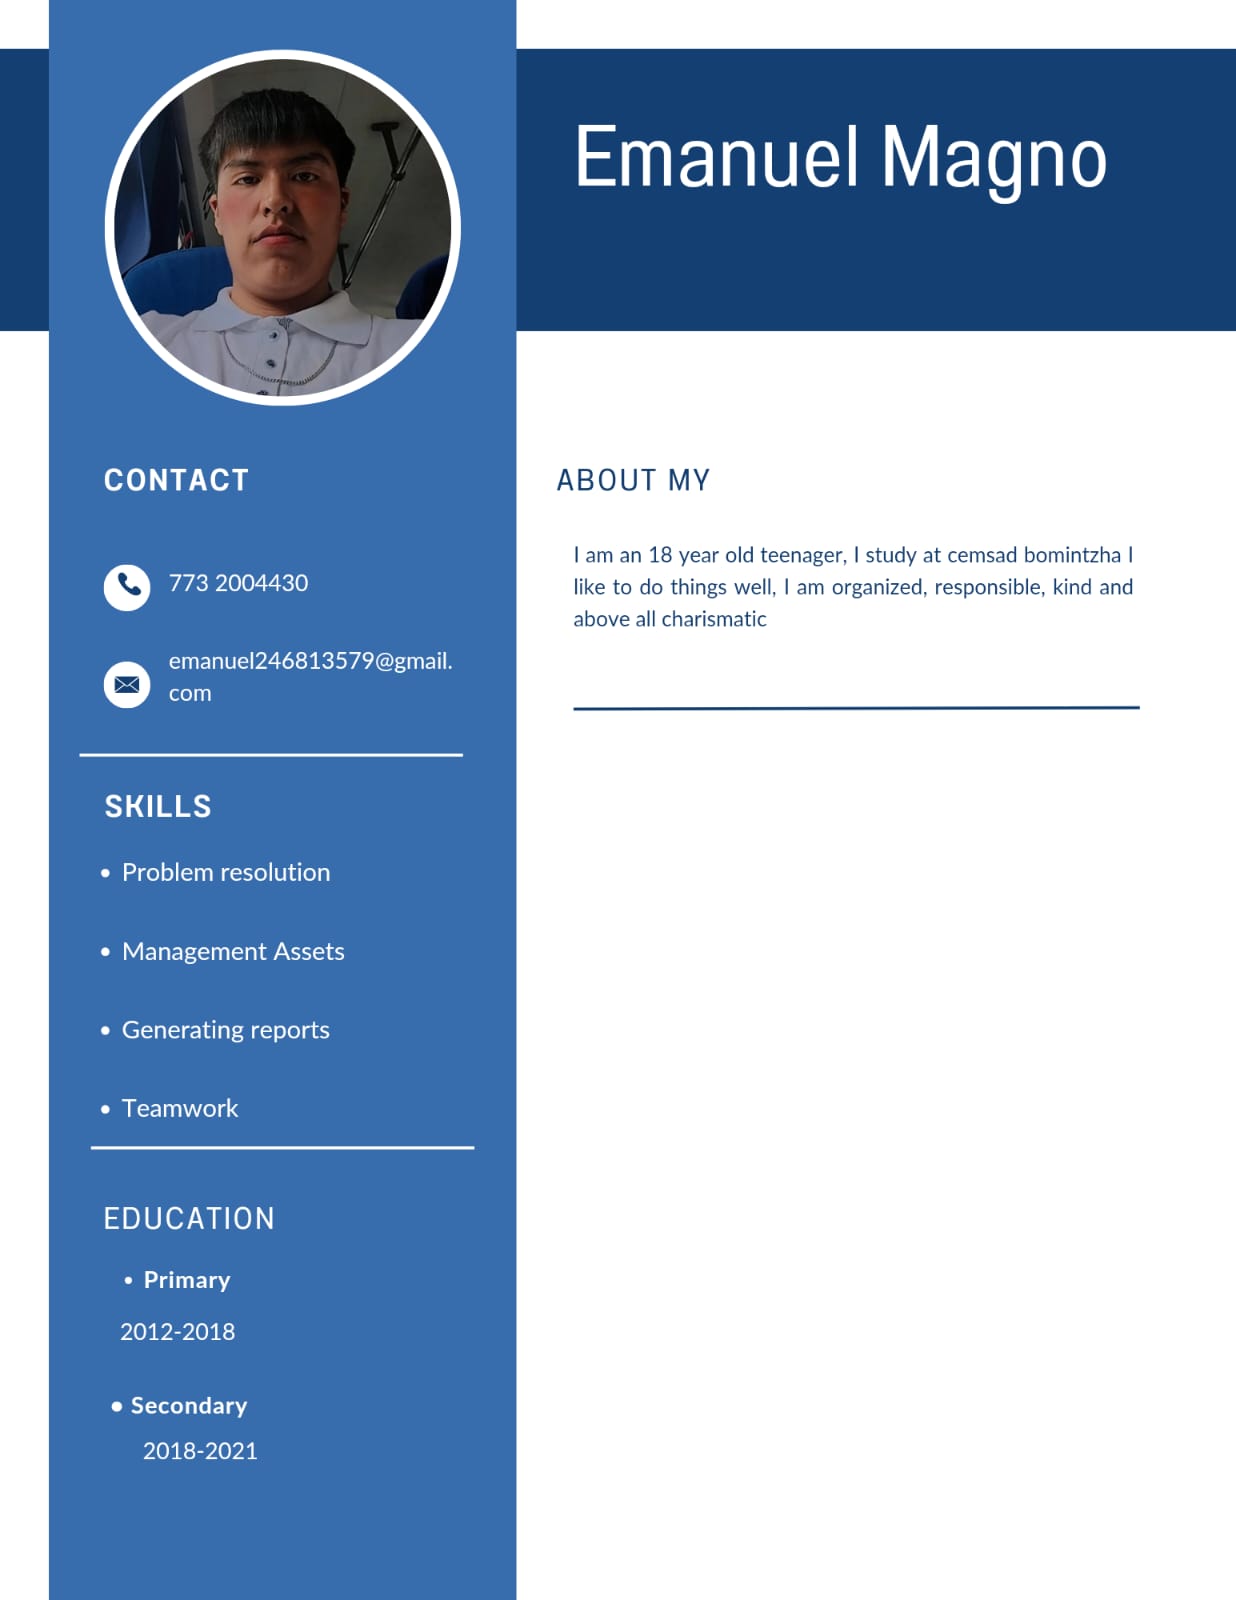 Emanuel Magno
CONTACT
773 2004430
emanuel246813579@gmail.
com
SKILLS
• Problem resolution
• Management Assets
• Generating reports
• Teamwork
EDUCATION
• Primary
2012-2018
• Secondary
2018-2021
ABOUT MY
I am an 18 year old teenager, I study at cemsad bomintzha I
like to do things well, I am organized, responsible, kind and
above all charismatic